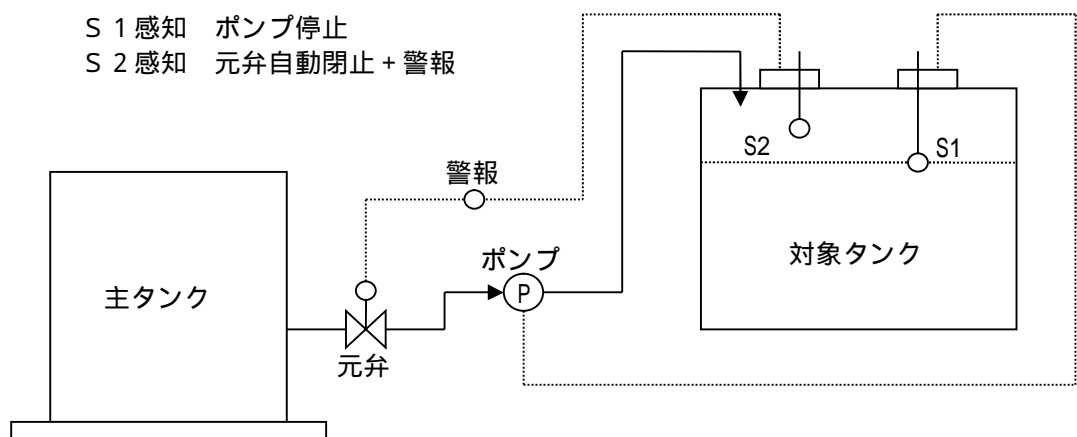 Ｓ１感知　ポンプ停止
Ｓ２感知　元弁自動閉止＋警報
S2
S1
警報
ポンプ
対象タンク
主タンク
P
元弁